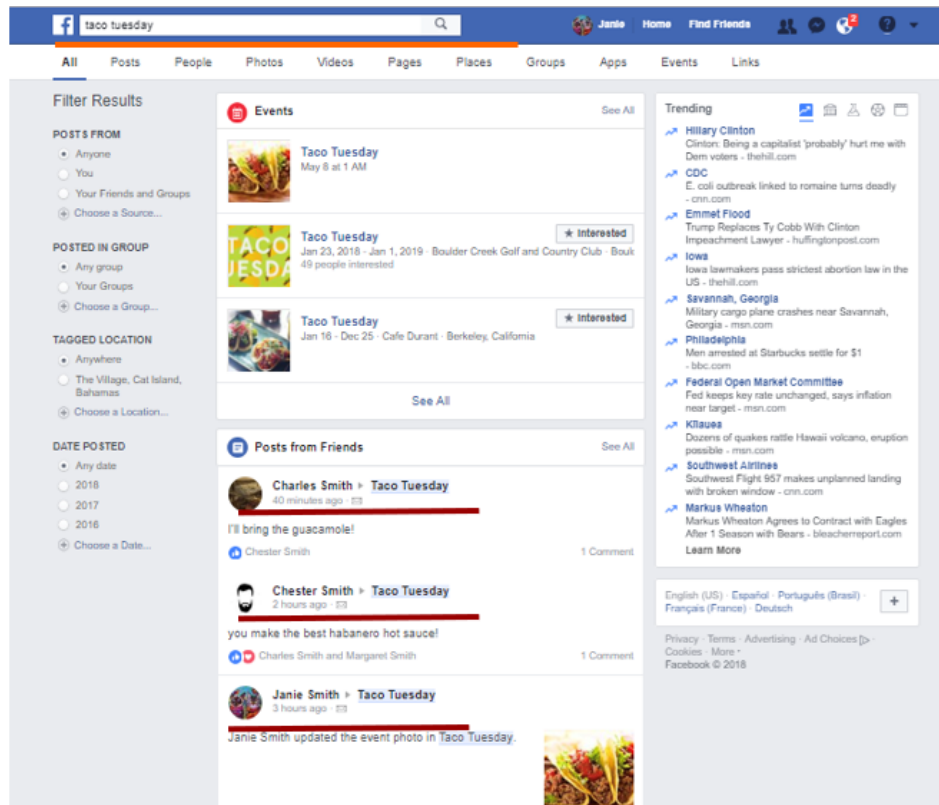 f taco tuesday
Janie Home Find Friends 2
All Posts People Photos Videos Pages Places Groups Apps Events Links
Filter Results
POSTS FROM
Anyone
You
Your Friends and Groups
Choose a Source...
POSTED IN GROUP
Any group
Your Groups
Choose a Group...
TAGGED LOCATION
Anywhere
The Village, Cat Island,
Bahamas
Choose a Location...
DATE POSTED
Any date
2018
2017
2016
Choose a Date...
Events See All
Taco Tuesday
May 8 at 1 AM
TACO
UESDA
Taco Tuesday
Interested
Jan 23, 2018 - Jan 1, 2019 · Boulder Creek Golf and Country Club · Bouk
49 people interested
Taco Tuesday
Interested
Jan 16 - Dec 25 · Cafe Durant · Berkeley, California
See All
Posts from Friends See All
Charles Smith ▸ Taco Tuesday
40 minutes ago ·
I'll bring the guacamole!
Chester Smith 1 Comment
Chester Smith ▸ Taco Tuesday
2 hours ago ·
you make the best habanero hot sauce!
Charles Smith and Margaret Smith 1 Comment
Janie Smith ▸ Taco Tuesday
3 hours ago ·
Janie Smith updated the event photo in Taco Tuesday.
Trending
Hillary Clinton
Clinton: Being a capitalist 'probably' hurt me with
Dem voters - thehill.com
CDC
E. coli outbreak linked to romaine turns deadly
- cnn.com
Emmet Flood
Trump Replaces Ty Cobb With Clinton
Impeachment Lawyer - huffingtonpost.com
Iowa
Iowa lawmakers pass strictest abortion law in the
US - thehill.com
Savannah, Georgia
Military cargo plane crashes near Savannah,
Georgia - msn.com
Philadelphia
Men arrested at Starbucks settle for $1
- bbc.com
Federal Open Market Committee
Fed keeps key rate unchanged, says inflation
near target - msn.com
Kilauea
Dozens of quakes rattle Hawaii volcano, eruption
possible - msn.com
Southwest Airlines
Southwest Flight 957 makes unplanned landing
with broken window - cnn.com
Markus Wheaton
Markus Wheaton Agrees to Contract with Eagles
After 1 Season with Bears - bleacherreport.com
Learn More
English (US) · Español · Português (Brasil) ·
Français (France) · Deutsch
Privacy · Terms · Advertising · Ad Choices ·
Cookies · More
Facebook © 2018